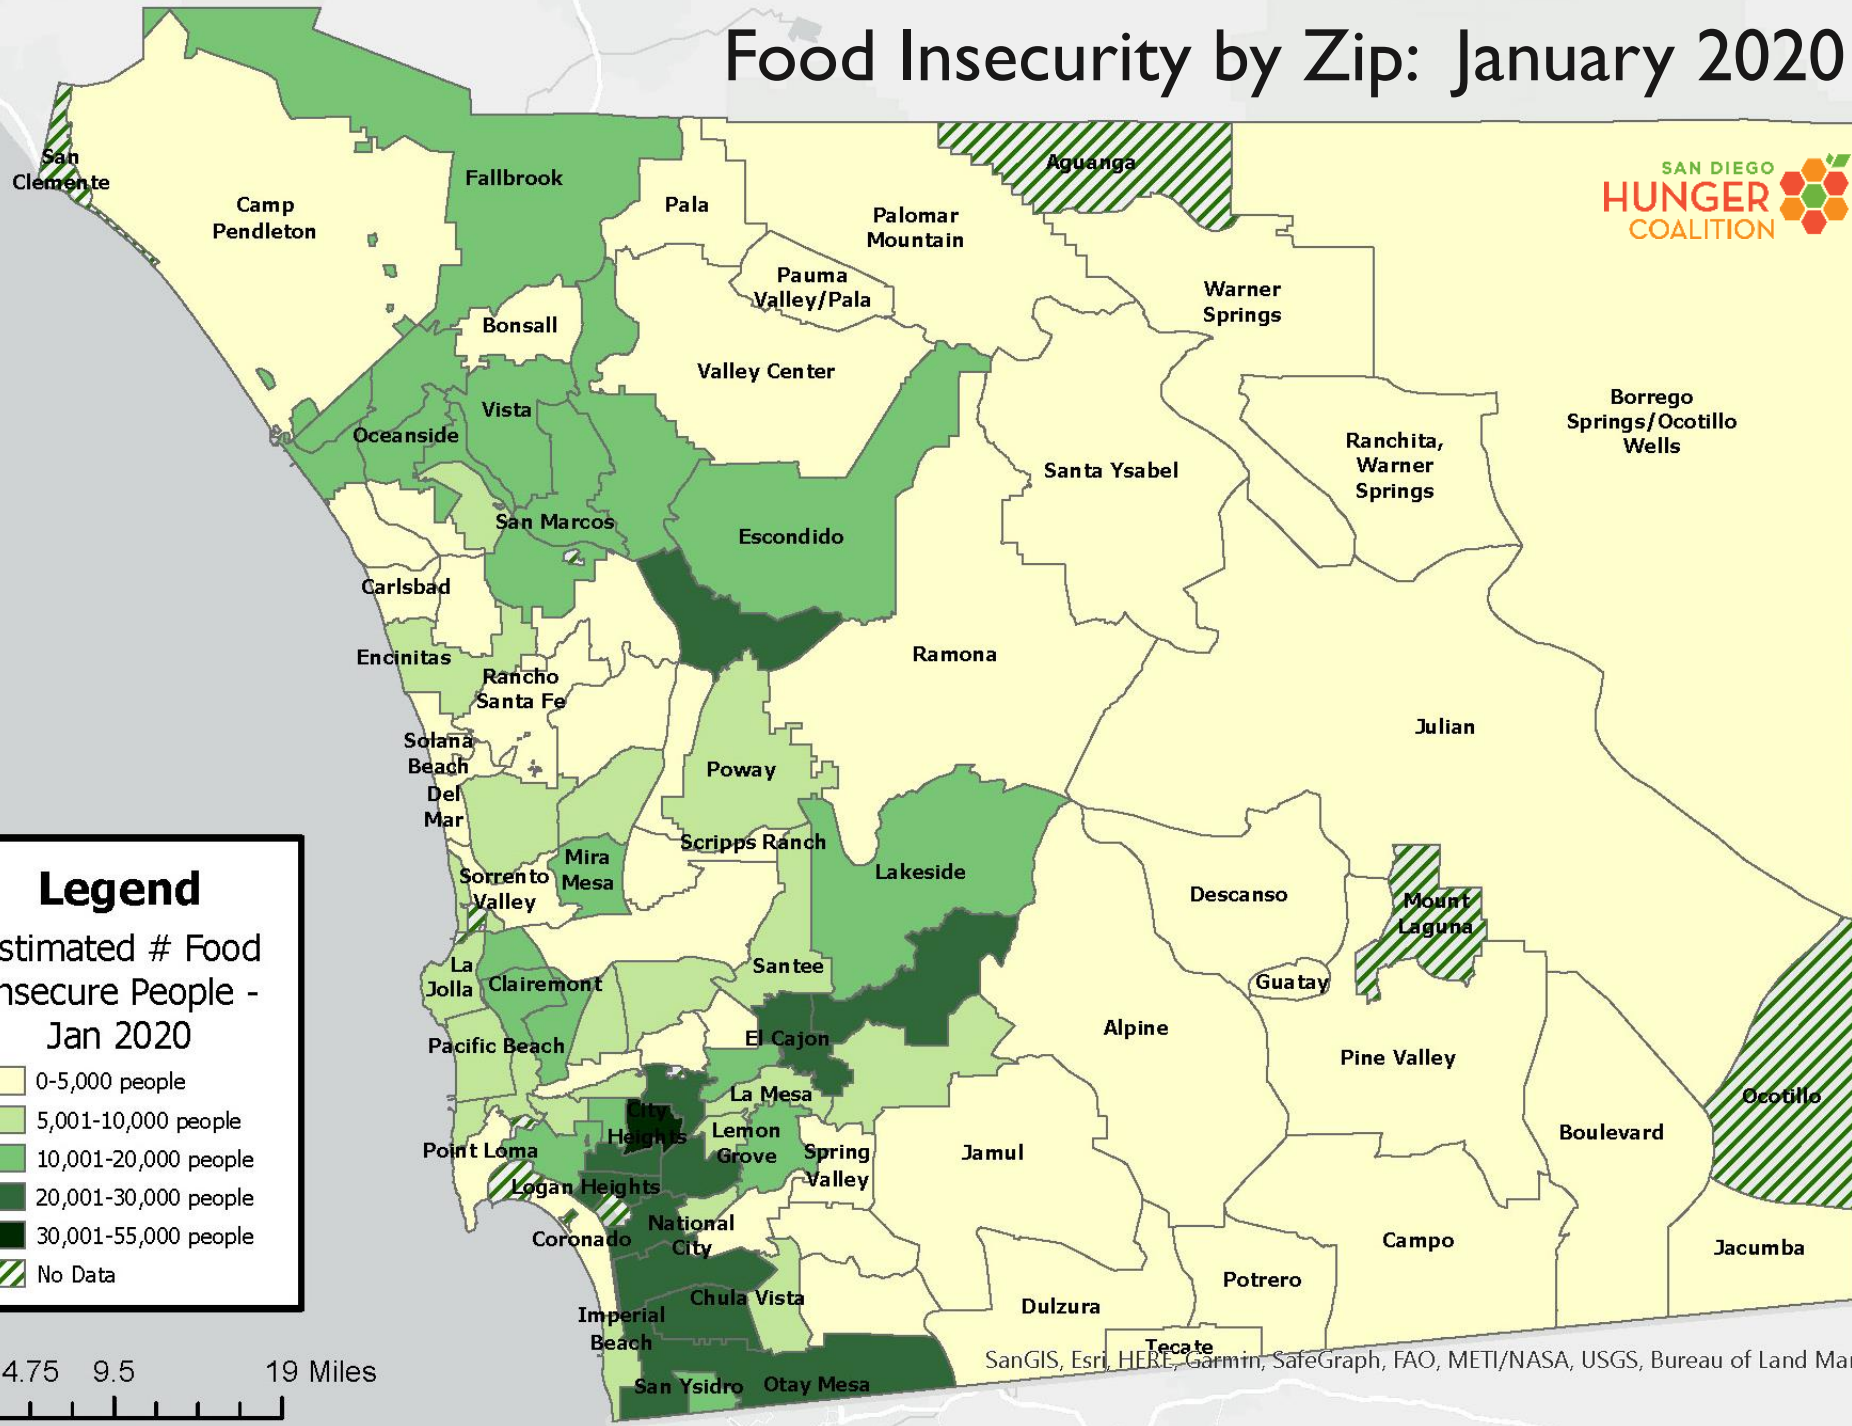 Food Insecurity by Zip: January 2020
SAN DIEGO
HUNGER
COALITION
San
Clemente
Camp
Pendleton
Fallbrook
Pala
Palomar
Mountain
Aguanga
Pauma
Valley/Pala
Warner
Springs
Bonsall
Valley Center
Borrego
Springs/Ocotillo
Wells
Vista
Oceanside
Ranchita,
Warner
Springs
Santa Ysabel
San Marcos
Escondido
Carlsbad
Encinitas
Rancho
Santa Fe
Ramona
Julian
Solana
Beach
Del
Mar
Poway
Scripps Ranch
Mira
Mesa
Sorrento
Valley
Lakeside
Descanso
Mount
Laguna
Guatay
La
Jolla
Clairemont
Santee
Alpine
Pacific Beach
El Cajon
Pine Valley
La Mesa
Ocotillo
City
Heights
Lemon
Grove
Spring
Valley
Point Loma
Jamul
Boulevard
Logan Heights
National
City
Coronado
Campo
Jacumba
Potrero
Chula Vista
Dulzura
Imperial
Beach
Tecate
San Ysidro
Otay Mesa
Legend
stimated # Food
nsecure People -
Jan 2020
0-5,000 people
5,001-10,000 people
10,001-20,000 people
20,001-30,000 people
30,001-55,000 people
No Data
4.75 9.5 19 Miles
SanGIS, Esri, HERE, Garmin, SafeGraph, FAO, METI/NASA, USGS, Bureau of Land Ma